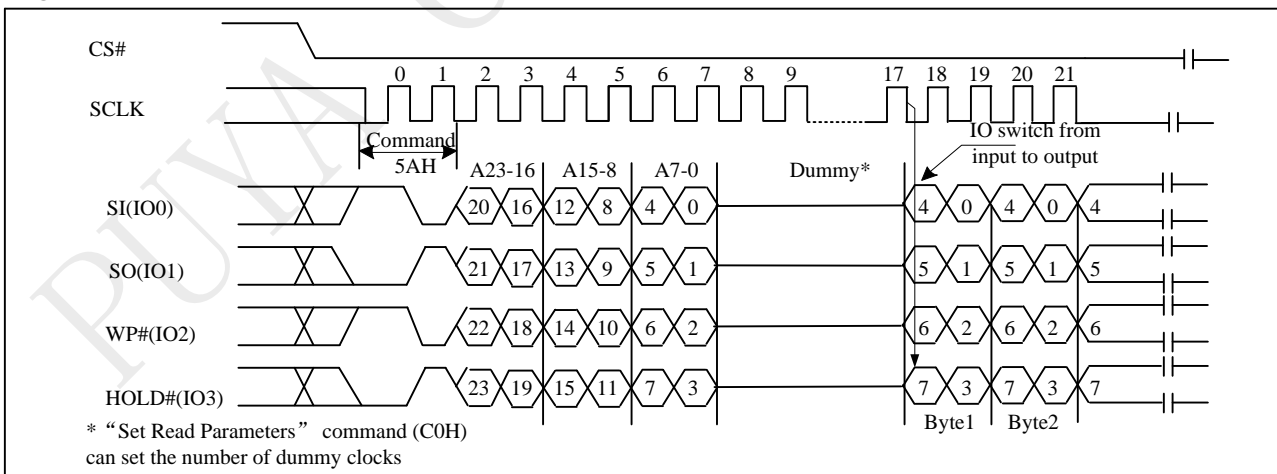 PUYA
CS#
0 1 2 3 4 5 6 7 8 9 17 18 19 20 21
SCLK
Command
5AH
IO switch from
input to output
A23-16 A15-8 A7-0 Dummy*
SI(IO0) 20 16 12 8 4 0 4 0 4 0 4
SO(IO1) 21 17 13 9 5 1 5 1 5 1 5
WP#(IO2) 22 18 14 10 6 2 6 2 6 2 6
HOLD#(IO3) 23 19 15 11 7 3 7 3 7 3 7
Byte1 Byte2
* “Set Read Parameters” command (C0H)
can set the number of dummy clocks